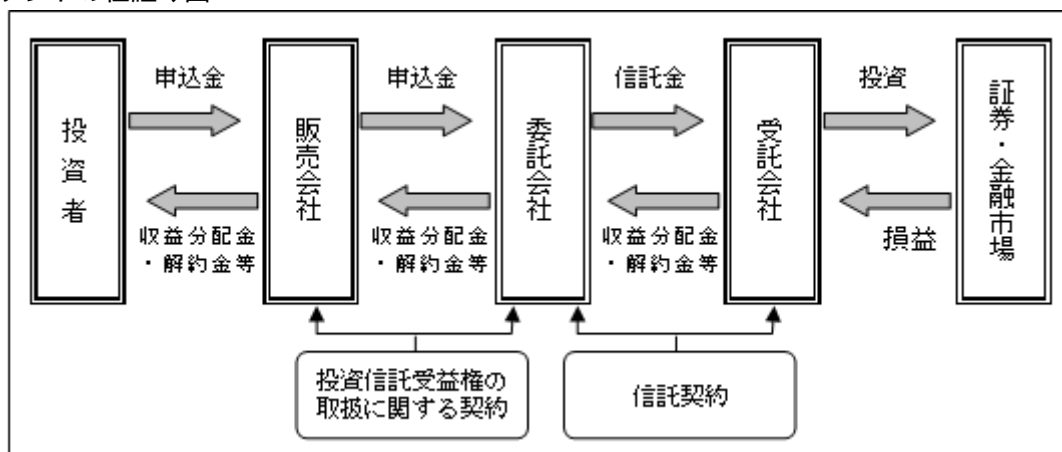 投資者
申込金
収益分配金
・解約金等
販売会社
申込金
収益分配金
・解約金等
委託会社
信託金
収益分配金
・解約金等
受託会社
投資
損益
証券・金融市場
投資信託受益権の
取扱に関する契約
信託契約